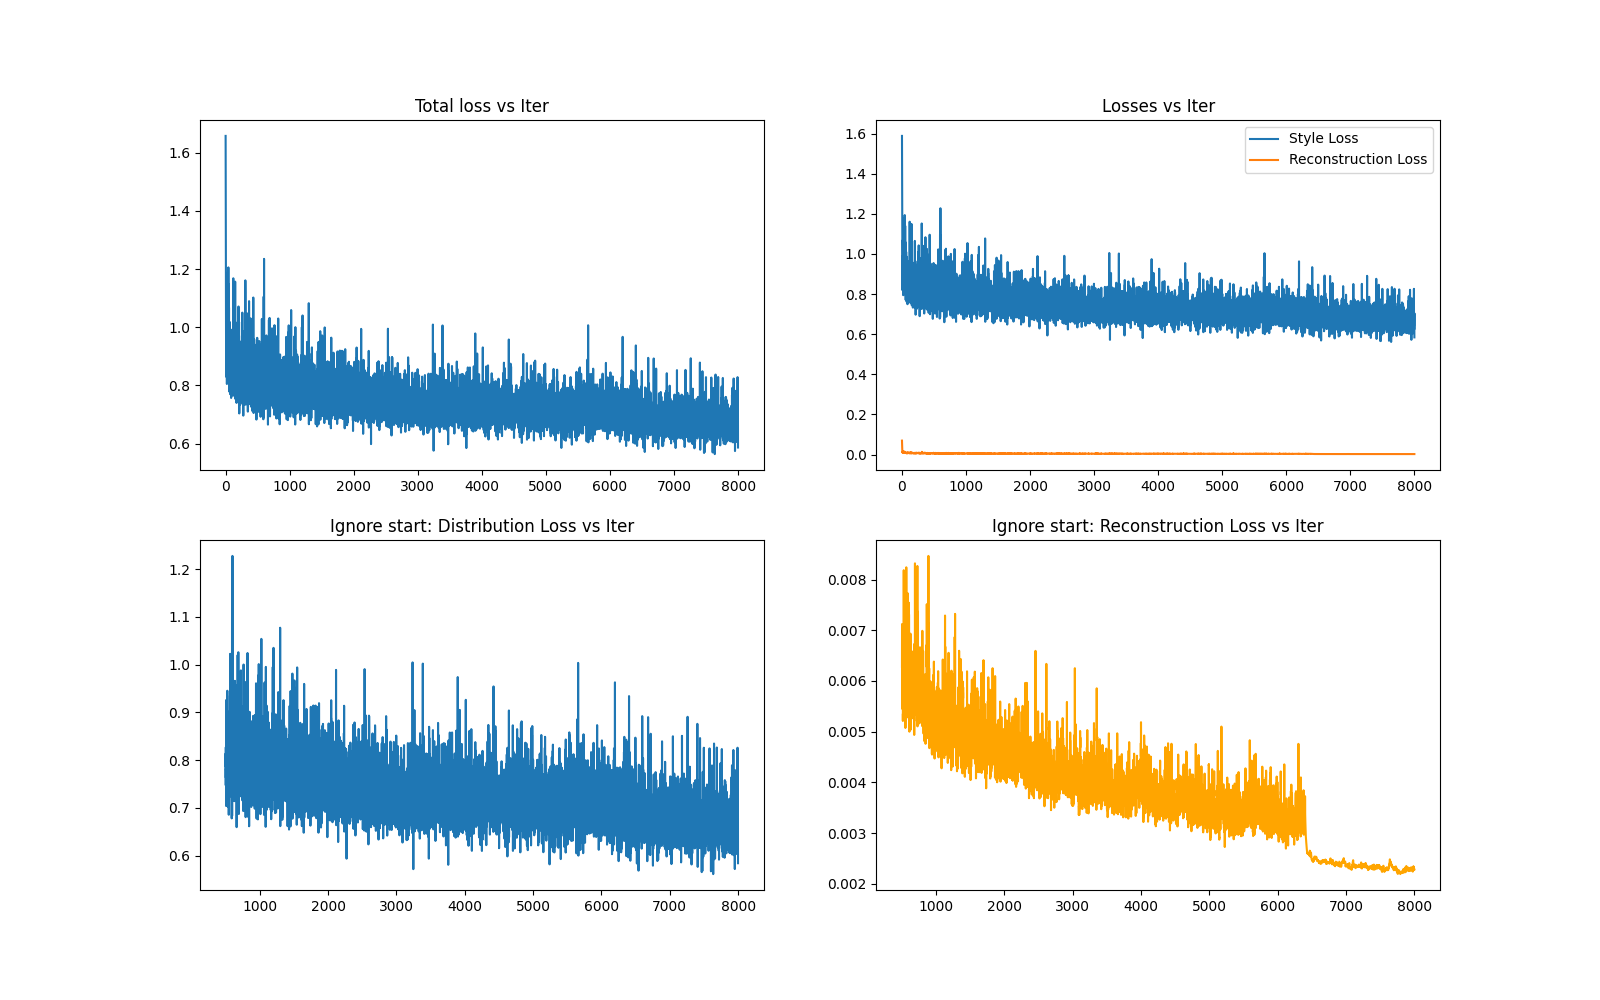 Total loss vs Iter
1.6
1.4
1.2
1.0
0.8
0.6
0 1000 2000 3000 4000 5000 6000 7000 8000
Losses vs Iter
Style Loss
Reconstruction Loss
1.6
1.4
1.2
1.0
0.8
0.6
0.4
0.2
0.0
0 1000 2000 3000 4000 5000 6000 7000 8000
Ignore start: Distribution Loss vs Iter
1.2
1.1
1.0
0.9
0.8
0.7
0.6
1000 2000 3000 4000 5000 6000 7000 8000
Ignore start: Reconstruction Loss vs Iter
0.008
0.007
0.006
0.005
0.004
0.003
0.002
1000 2000 3000 4000 5000 6000 7000 8000